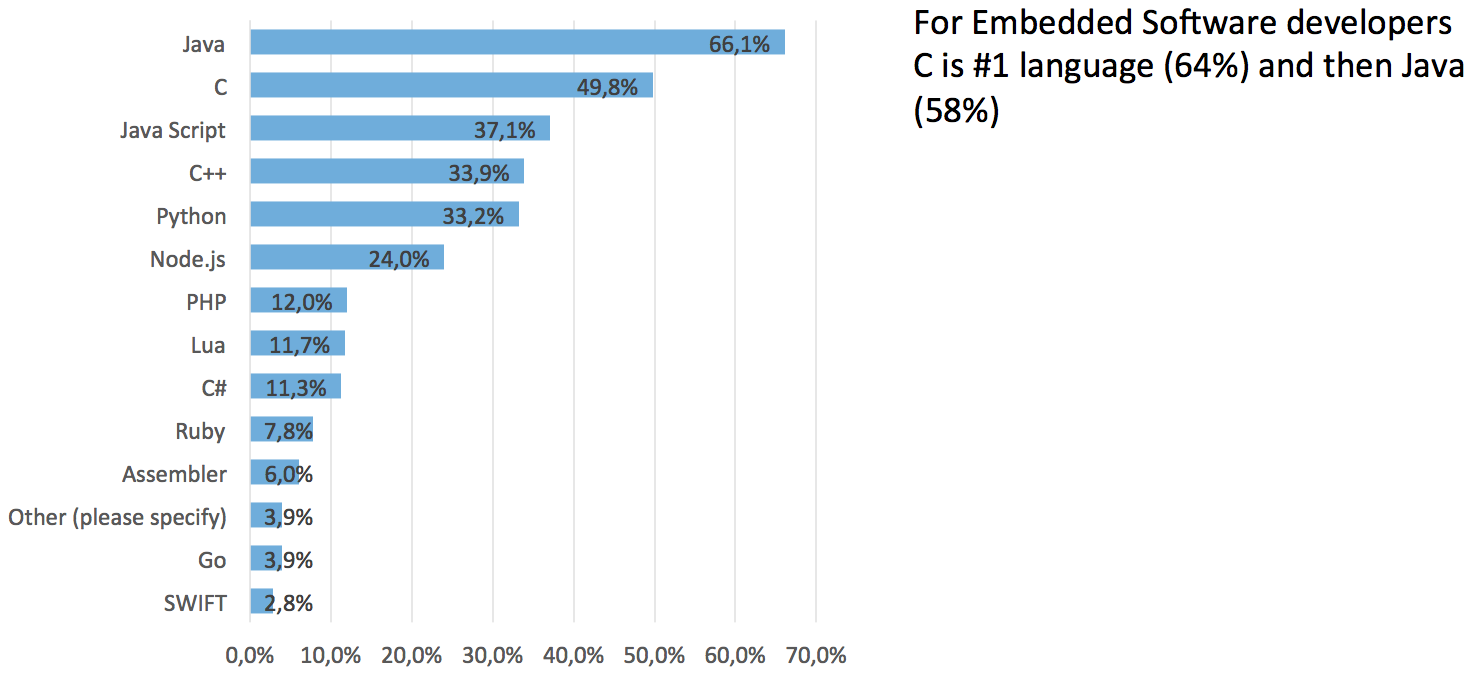 For Embedded Software developers
C is #1 language (64%) and then Java
(58%)
Java 66,1%
C 49,8%
Java Script 37,1%
C++ 33,9%
Python 33,2%
Node.js 24,0%
PHP 12,0%
Lua 11,7%
C# 11,3%
Ruby 7,8%
Assembler 6,0%
Other (please specify) 3,9%
Go 3,9%
SWIFT 2,8%
0,0% 10,0% 20,0% 30,0% 40,0% 50,0% 60,0% 70,0%